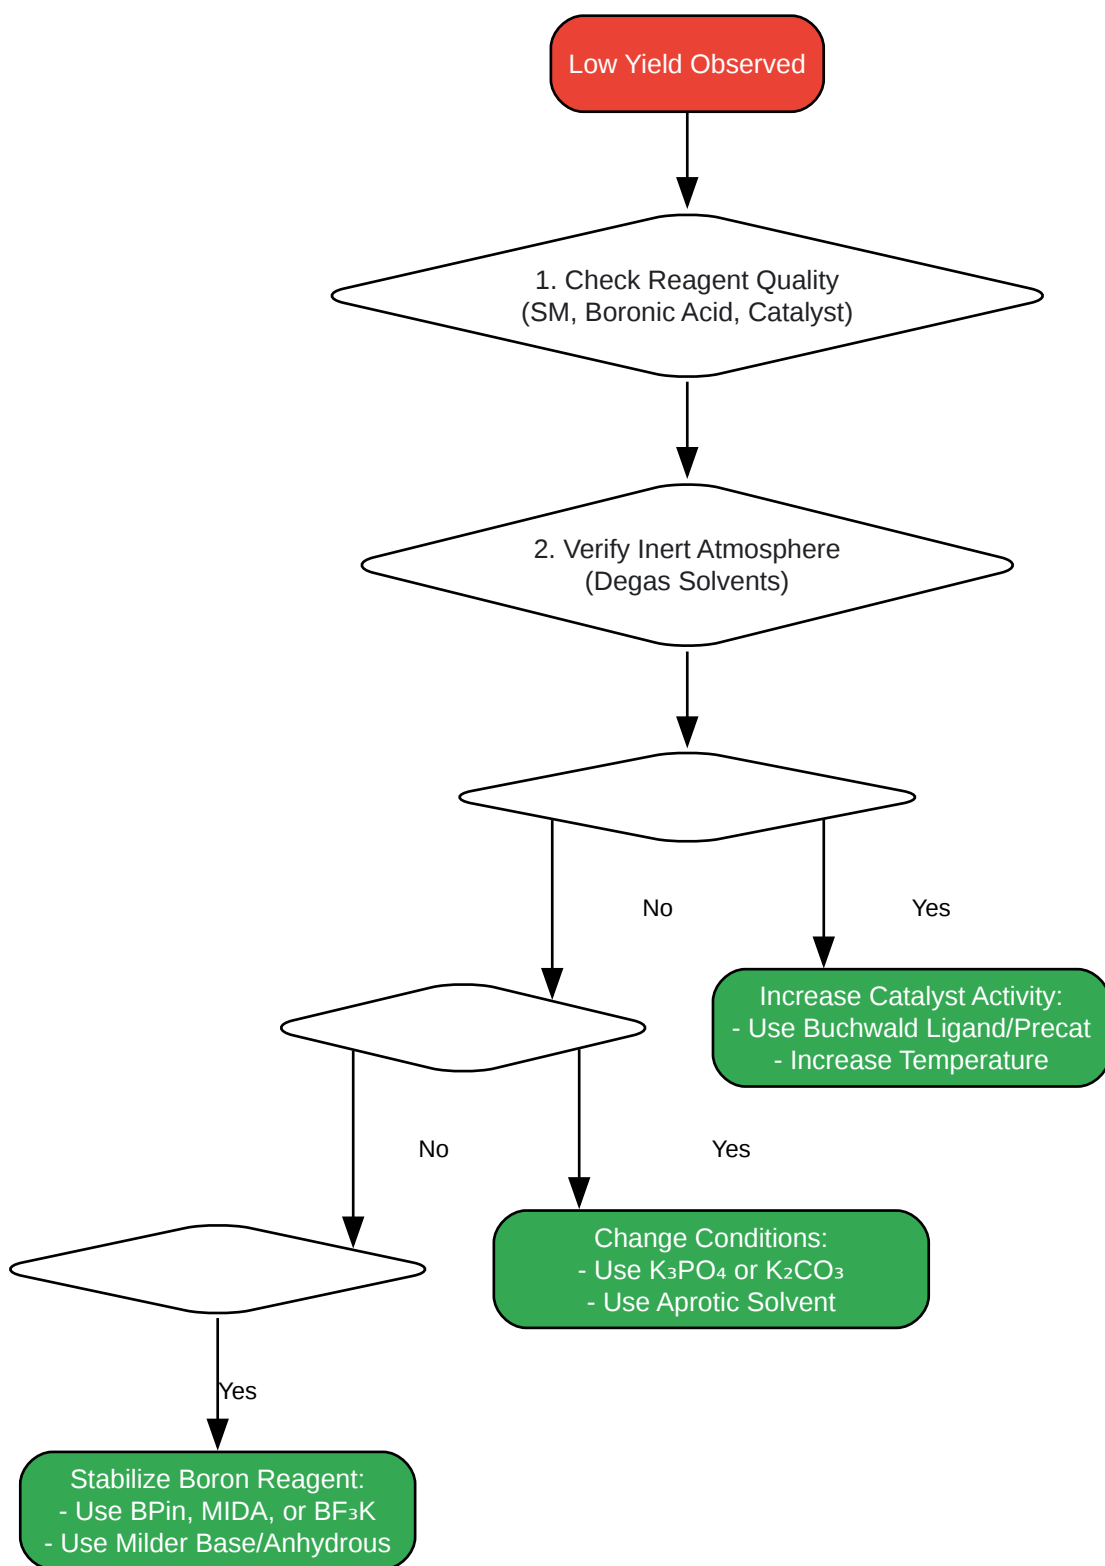 Low Yield Observed
1. Check Reagent Quality
(SM, Boronic Acid, Catalyst)
2. Verify Inert Atmosphere
(Degas Solvents)
No
Yes
Increase Catalyst Activity:
- Use Buchwald Ligand/Precat
- Increase Temperature
No
Yes
Change Conditions:
- Use K₃PO₄ or K₂CO₃
- Use Aprotic Solvent
Yes
Stabilize Boron Reagent:
- Use BPin, MIDA, or BF₃K
- Use Milder Base/Anhydrous